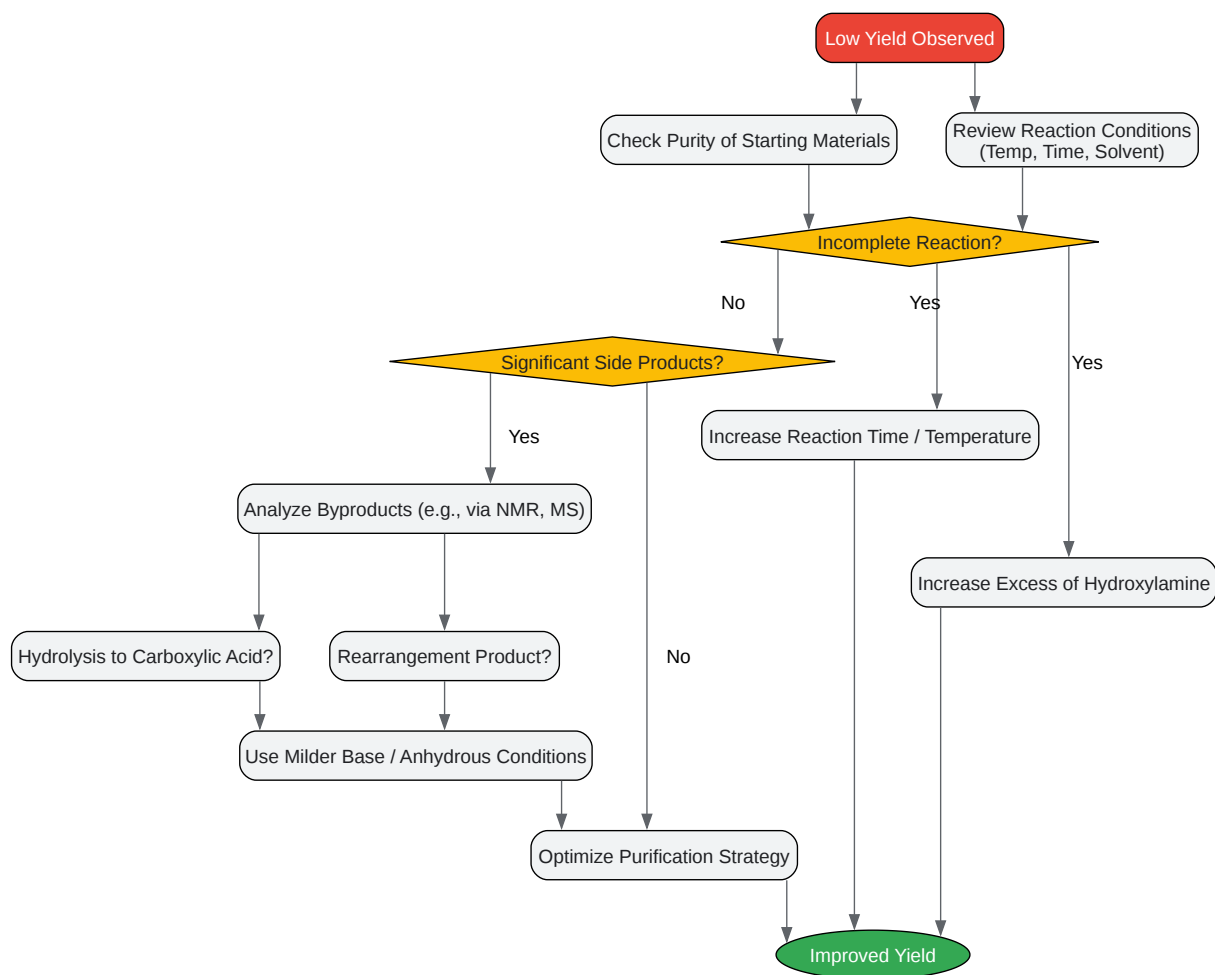 Low Yield Observed
Check Purity of Starting Materials
Review Reaction Conditions
(Temp, Time, Solvent)
Incomplete Reaction?
No
Yes
Significant Side Products?
Yes
Yes
Increase Reaction Time / Temperature
Analyze Byproducts (e.g., via NMR, MS)
Increase Excess of Hydroxylamine
Hydrolysis to Carboxylic Acid?
Rearrangement Product?
No
Use Milder Base / Anhydrous Conditions
Optimize Purification Strategy
Improved Yield